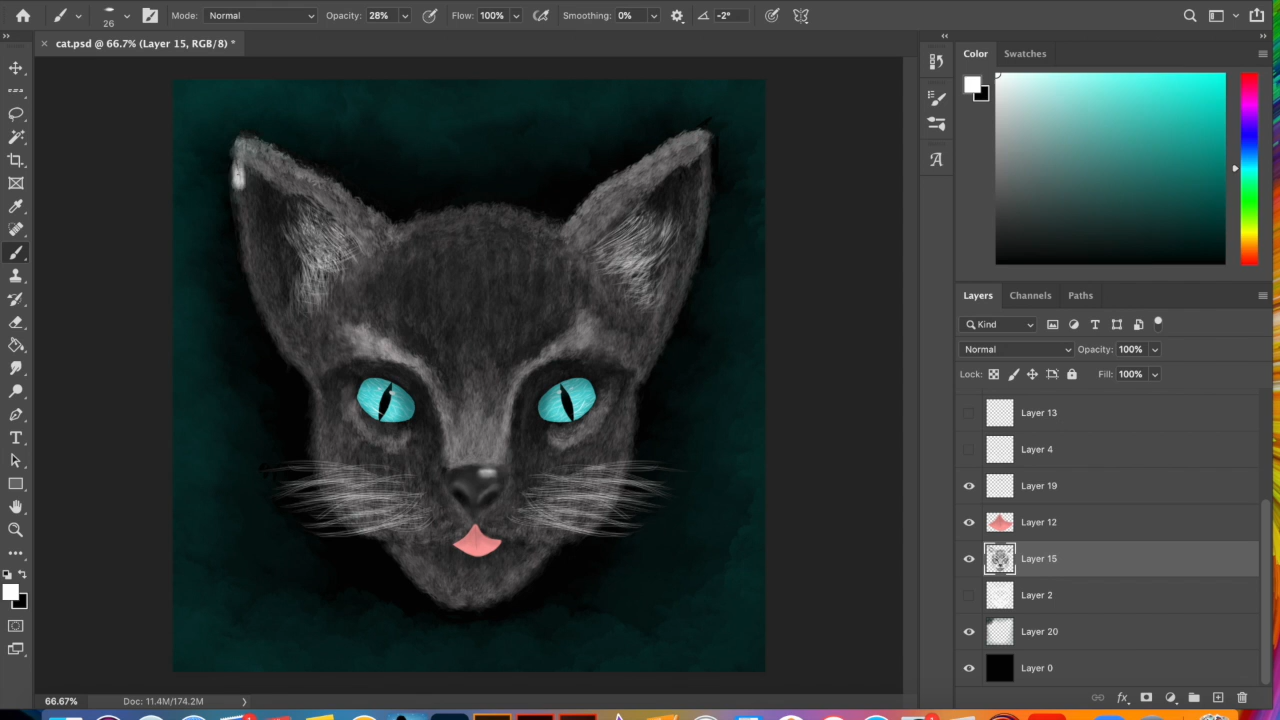 26
Mode: Normal Opacity: 28% Flow: 100% Smoothing: 0% -2°
cat.psd @ 66.7% (Layer 15, RGB/8) *
Color Swatches
Layers Channels Paths
Kind
Normal Opacity: 100%
Lock: Fill: 100%
Layer 13
Layer 4
Layer 19
Layer 12
Layer 15
Layer 2
Layer 20
Layer 0
66.67% Doc: 11.4M/174.2M